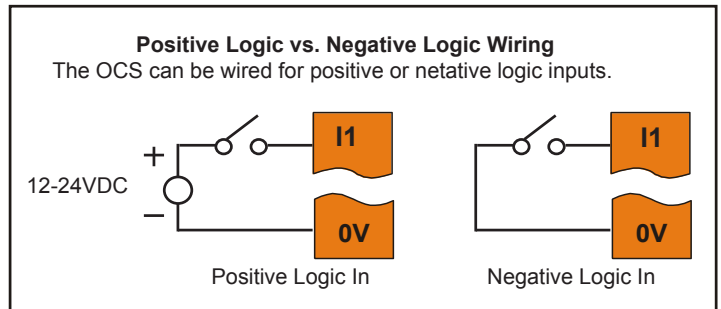 Positive Logic vs. Negative Logic Wiring
The OCS can be wired for positive or netative logic inputs.
I1
I1
+
12-24VDC
–
0V
0V
Positive Logic In
Negative Logic In